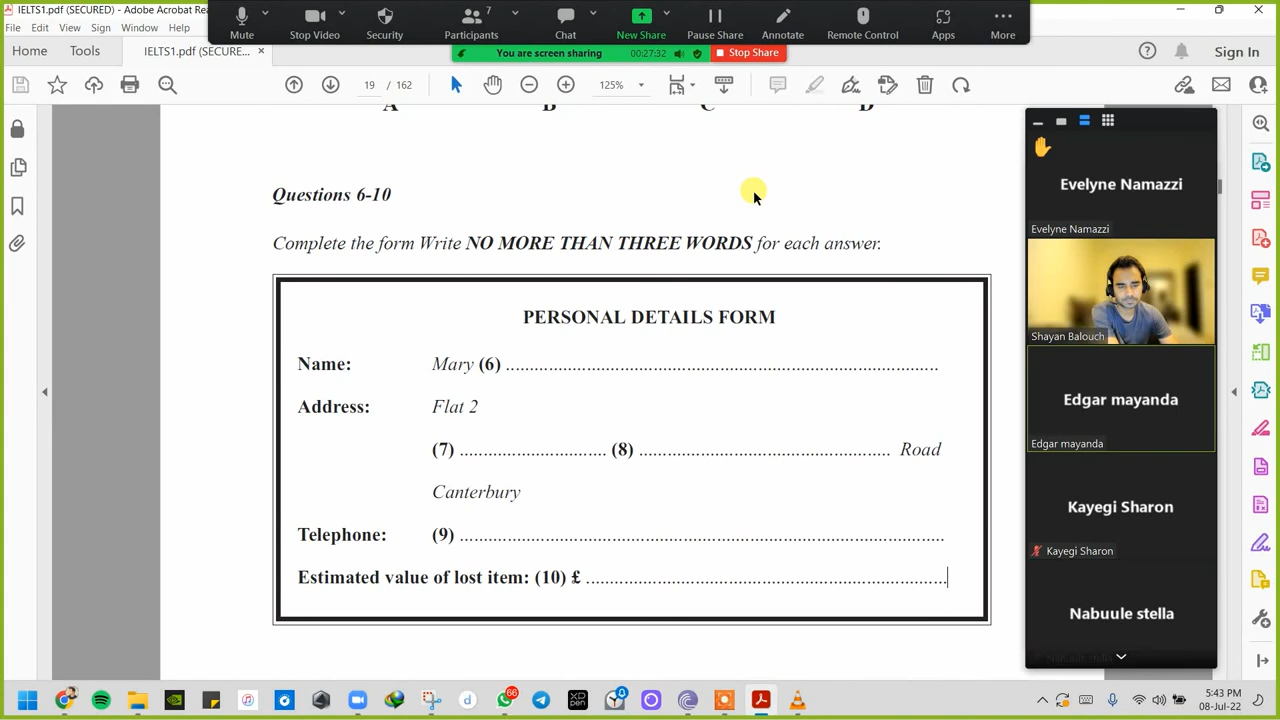 IELTS1.pdf (SECURED) - Adobe Acrobat Rea
File Edit View Sign Window Help
Mute
Stop Video
Security
7
Participants
Chat
New Share
Pause Share
Annotate
Remote Control
Apps
More
You are screen sharing 00:27:32 Stop Share
Home Tools IELTS1.pdf (SECURE... × Sign In
19 / 162 125%
A B C D
Questions 6-10
Complete the form Write NO MORE THAN THREE WORDS for each answer.
PERSONAL DETAILS FORM
Name: Mary (6) ..........................................................................................
Address: Flat 2
(7) .............................. (8) .................................................... Road
Canterbury
Telephone: (9) ....................................................................................................
Estimated value of lost item: (10) £ ..........................................................................
Evelyne Namazzi
Evelyne Namazzi
Shayan Balouch
Edgar mayanda
Edgar mayanda
Kayegi Sharon
Kayegi Sharon
Nabuule stella
66
5:43 PM
08-Jul-22